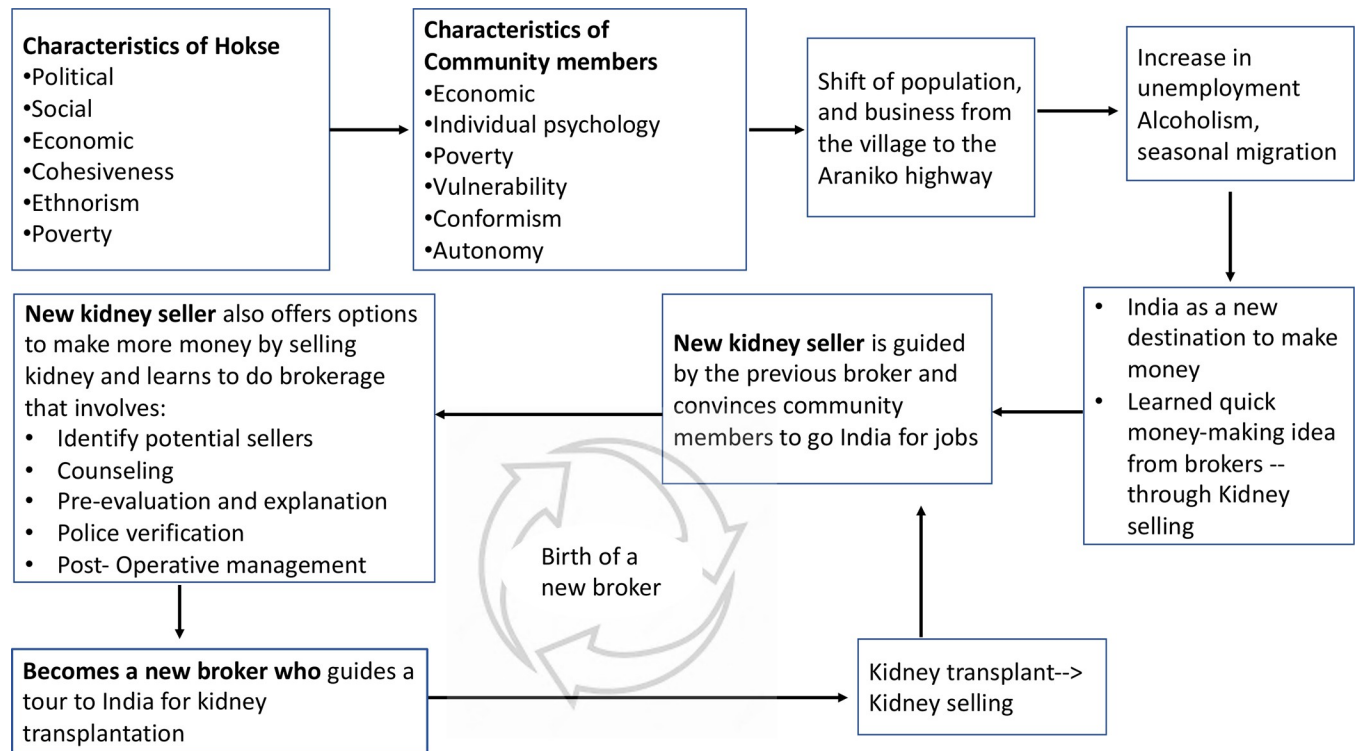 Characteristics of Hokse
•Political
•Social
•Economic
•Cohesiveness
•Ethnorism
•Poverty
Characteristics of
Community members
•Economic
•Individual psychology
•Poverty
•Vulnerability
•Conformism
•Autonomy
Shift of population,
and business from
the village to the
Araniko highway
Increase in
unemployment
Alcoholism,
seasonal migration
• India as a new
destination to make
money
• Learned quick
money-making idea
from brokers --
through Kidney
selling
New kidney seller is guided
by the previous broker and
convinces community
members to go India for jobs
New kidney seller also offers options
to make more money by selling
kidney and learns to do brokerage
that involves:
• Identify potential sellers
• Counseling
• Pre-evaluation and explanation
• Police verification
• Post- Operative management
Birth of a
new broker
Becomes a new broker who guides a
tour to India for kidney
transplantation
Kidney transplant-->
Kidney selling